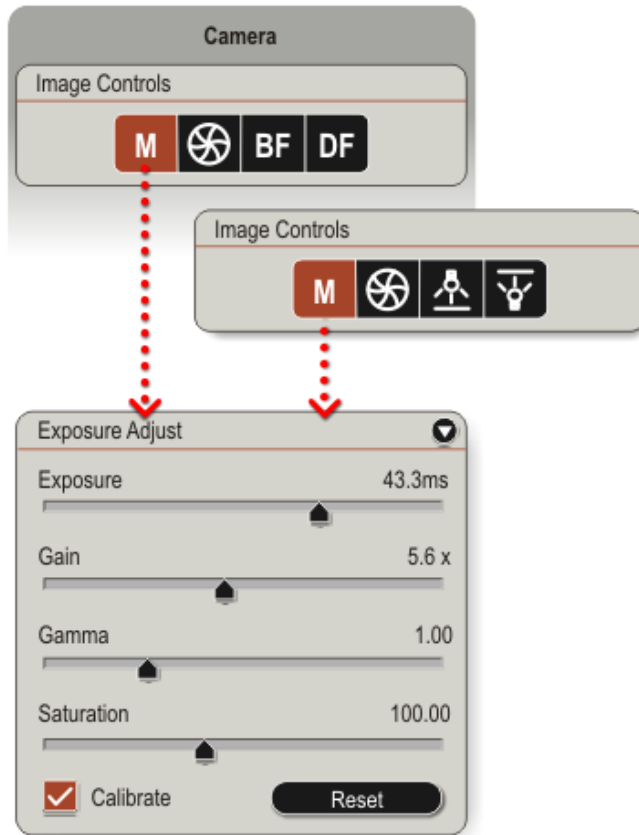 Camera
Image Controls
M BF DF
Image Controls
M
Exposure Adjust
Exposure 43.3ms
Gain 5.6 x
Gamma 1.00
Saturation 100.00
Calibrate Reset